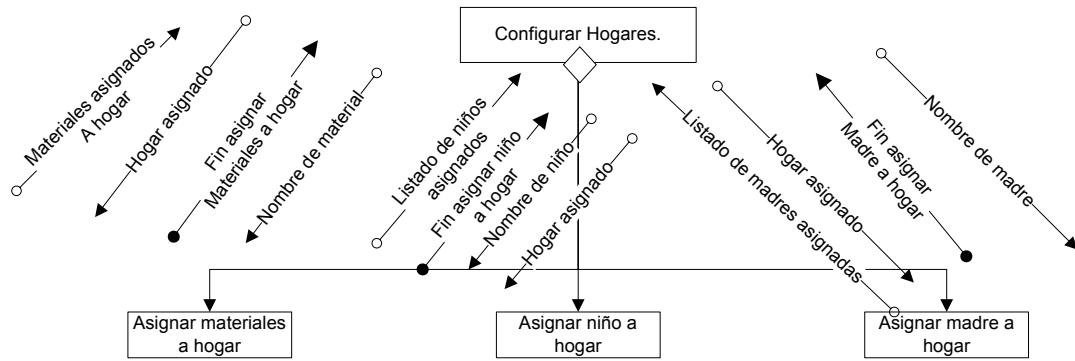 Configurar Hogares.
Materiales asignados
A hogar
Hogar asignado
Fin asignar
Materiales a hogar
Nombre de material
Listado de niños
asignados
Fin asignar niño
a hogar
Nombre de niño
Hogar asignado
Listado de madres asignadas
Hogar asignado
Fin asignar
Madre a hogar
Nombre de madre
Asignar materiales
a hogar
Asignar niño a
hogar
Asignar madre a
hogar